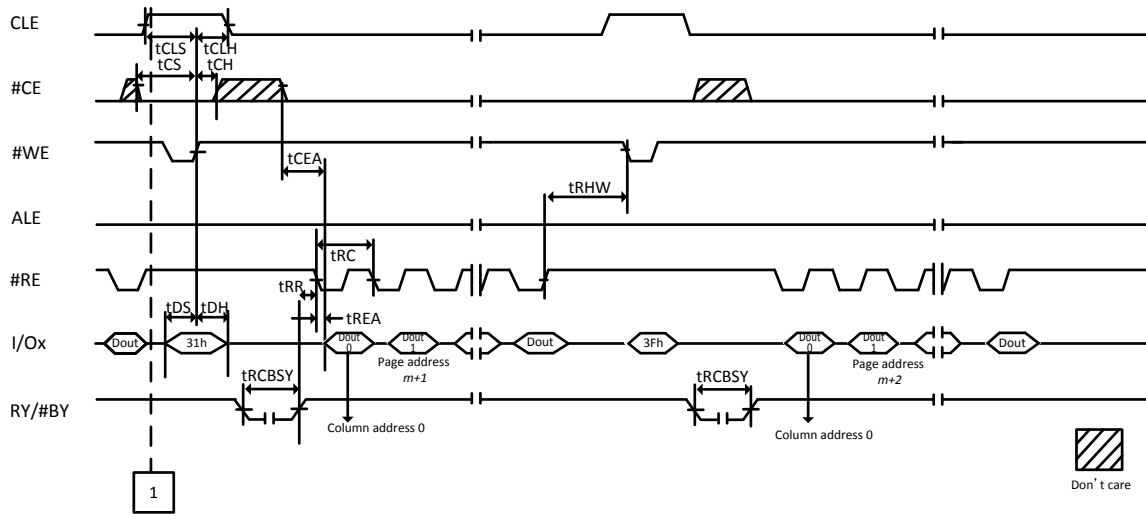 CLE
tCLS tCLH
tCS tCH
#CE
#WE
tCEA
tRHW
ALE
tRC
#RE
tRR
tDS tDH
tREA
I/Ox
Dout 31h Dout 0 Dout 1 Dout 3Fh Dout 0 Dout 1 Dout
Page address
m+1
Page address
m+2
tRCBSY tRCBSY
RY/#BY
Column address 0 Column address 0
1
Don't care